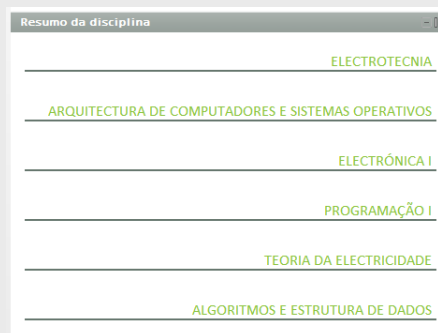 Resumo da disciplina
ELECTROTECNIA
ARQUITECTURA DE COMPUTADORES E SISTEMAS OPERATIVOS
ELECTRÓNICA I
PROGRAMAÇÃO I
TEORIA DA ELECTRICIDADE
ALGORITMOS E ESTRUTURA DE DADOS